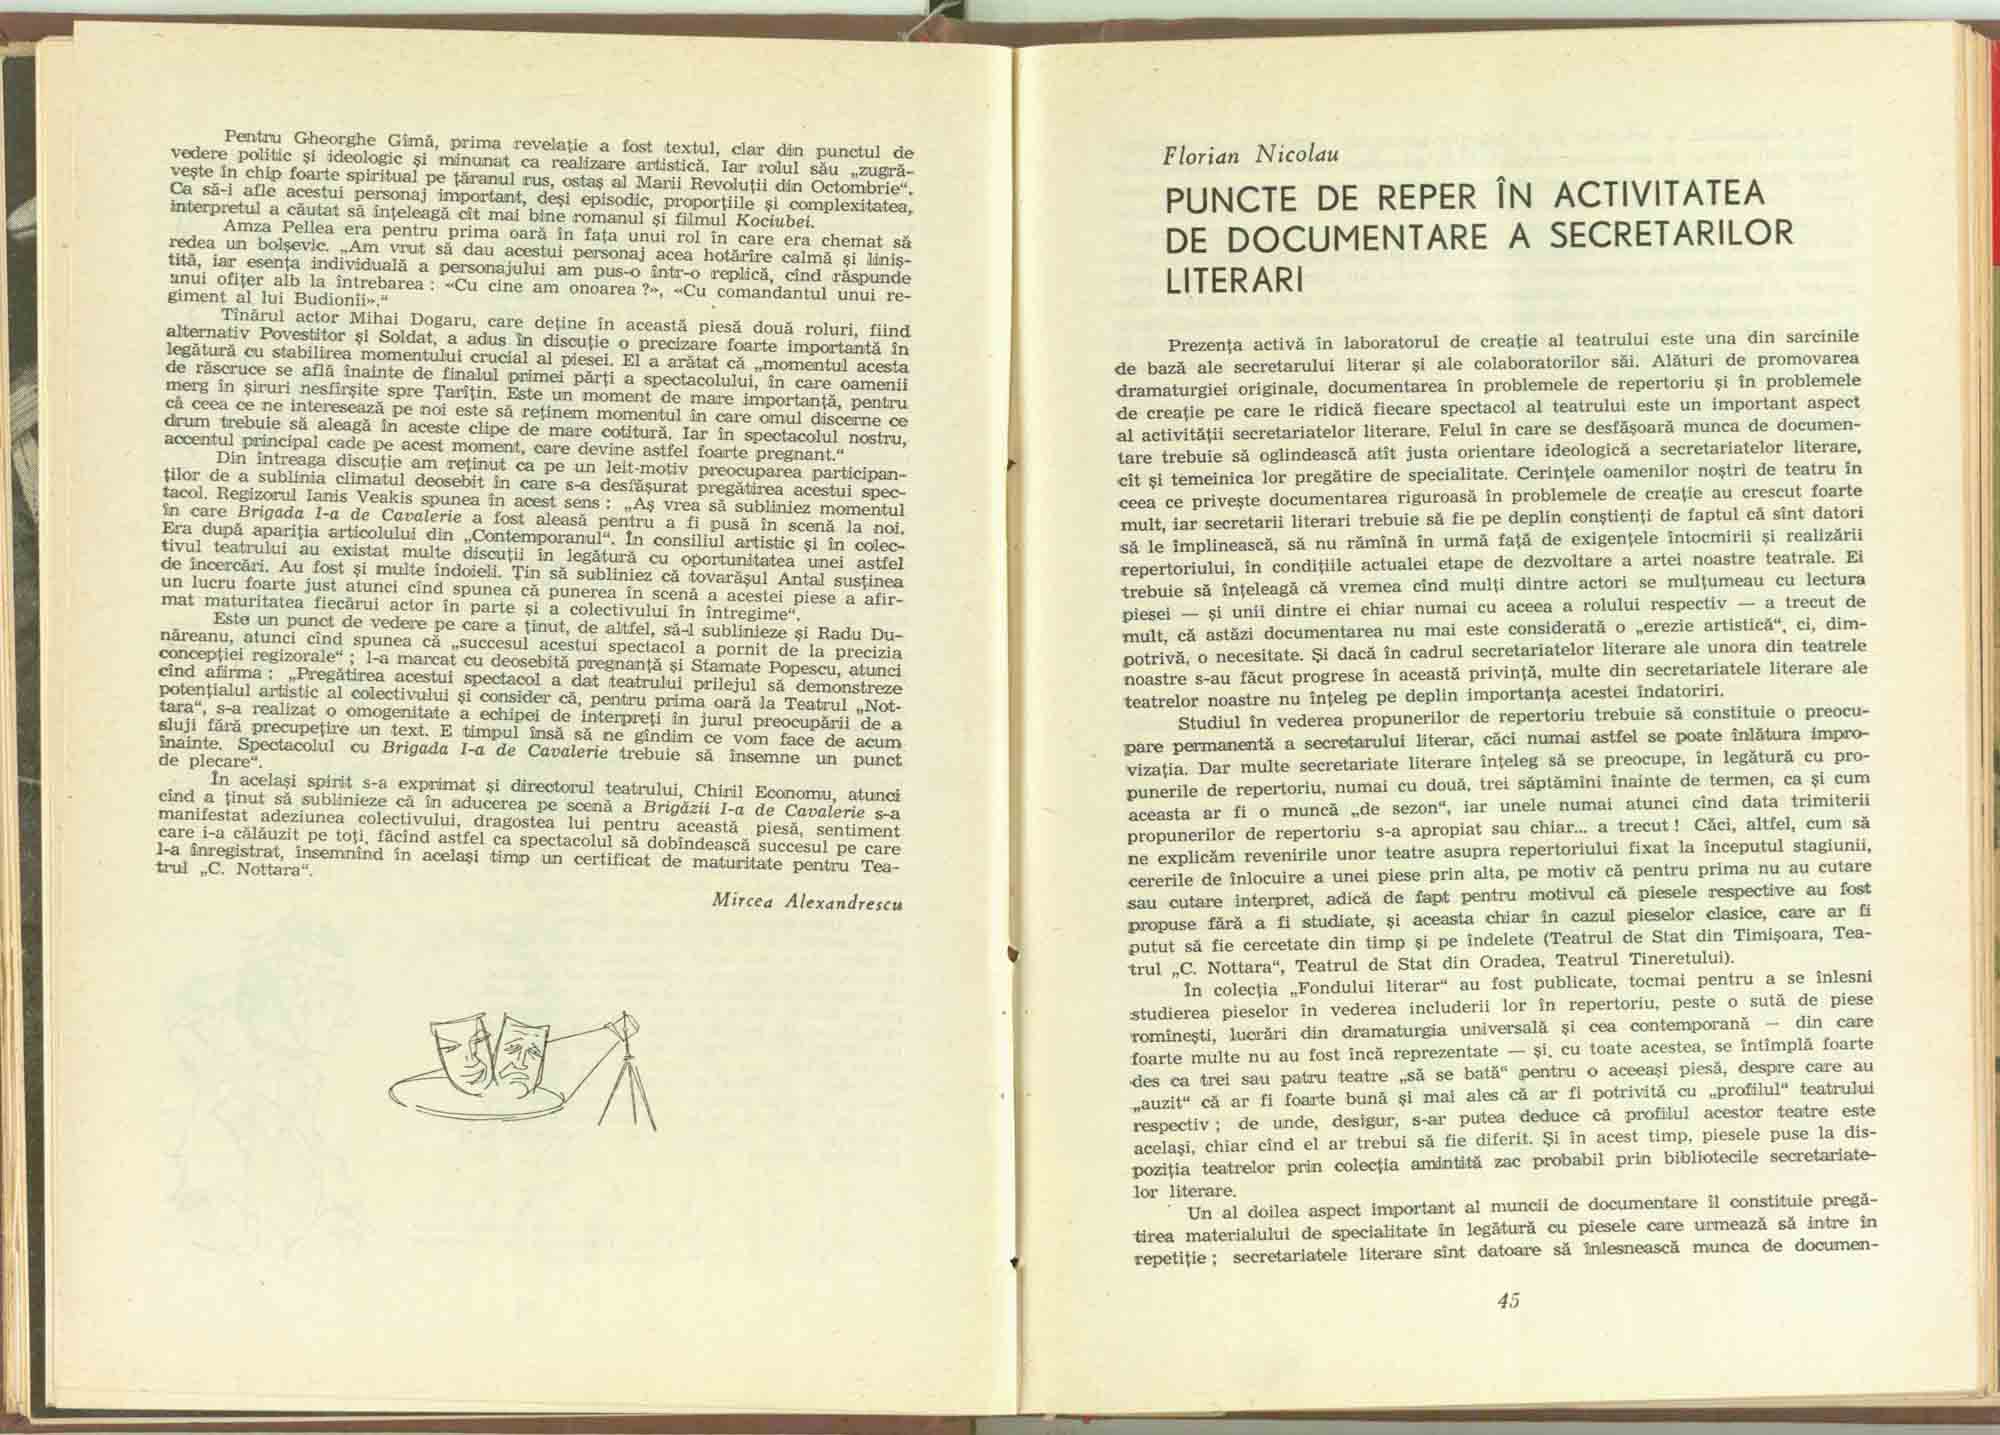 Pentru Gheorghe Gîmă, prima revelație a fost textul, clar din punctul de
vedere politic și ideologic și minunat ca realizare artistică. Iar rolul său „zugră-
vește în chip foarte spiritual pe țăranul rus, ostaș al Marii Revoluții din Octombrie“.
Ca să-i afle acestui personaj important, deși episodic, proporțiile și complexitatea,
interpretul a căutat să înțeleagă cît mai bine romanul și filmul Kociubei.
Amza Pellea era pentru prima oară în fața unui rol în care era chemat să
redea un bolșevic. „Am vrut să dau acestui personaj acea hotărîre calmă și liniș-
tită, iar esența individuală a personajului am pus-o într-o replică, cînd răspunde
unui ofițer alb la întrebarea : «Cu cine am onoarea ?», «Cu comandantul unui re-
giment al lui Budionii».“
Tînărul actor Mihai Dogaru, care deține în această piesă două roluri, fiind
alternativ Povestitor și Soldat, a adus în discuție o precizare foarte importantă în
legătură cu stabilirea momentului crucial al piesei. El a arătat că „momentul acesta
de răscruce se află înainte de finalul primei părți a spectacolului, în care oamenii
merg în șiruri nesfîrșite spre Țarițin. Este un moment de mare importanță, pentru
că ceea ce ne interesează pe noi este să reținem momentul în care omul discerne ce
drum trebuie să aleagă în aceste clipe de mare cotitură. Iar în spectacolul nostru,
accentul principal cade pe acest moment, care devine astfel foarte pregnant.“
Din întreaga discuție am reținut ca pe un leit-motiv preocuparea participan-
ților de a sublinia climatul deosebit în care s-a desfășurat pregătirea acestui spec-
tacol. Regizorul Ianis Veakis spunea în acest sens : „Aș vrea să subliniez momentul
în care Brigada I-a de Cavalerie a fost aleasă pentru a fi pusă în scenă la noi.
Era după apariția articolului din „Contemporanul“. În consiliul artistic și în colec-
tivul teatrului au existat multe discuții în legătură cu oportunitatea unei astfel
de încercări. Au fost și multe îndoieli. Țin să subliniez că tovarășul Antal susținea
un lucru foarte just atunci cînd spunea că punerea în scenă a acestei piese a afir-
mat maturitatea fiecărui actor în parte și a colectivului în întregime“.
Este un punct de vedere pe care a ținut, de altfel, să-l sublinieze și Radu Du-
năreanu, atunci cînd spunea că „succesul acestui spectacol a pornit de la precizia
concepției regizorale“ ; l-a marcat cu deosebită pregnanță și Stamate Popescu, atunci
cînd afirma : „Pregătirea acestui spectacol a dat teatrului prilejul să demonstreze
potențialul artistic al colectivului și consider că, pentru prima oară la Teatrul „Not-
tara“, s-a realizat o omogenitate a echipei de interpreți în jurul preocupării de a
sluji fără precupețire un text. E timpul însă să ne gîndim ce vom face de acum
înainte. Spectacolul cu Brigada I-a de Cavalerie trebuie să însemne un punct
de plecare“.
În același spirit s-a exprimat și directorul teatrului, Chiril Economu, atunci
cînd a ținut să sublinieze că în aducerea pe scenă a Brigăzii I-a de Cavalerie s-a
manifestat adeziunea colectivului, dragostea lui pentru această piesă, sentiment
care i-a călăuzit pe toți, făcînd astfel ca spectacolul să dobîndească succesul pe care
l-a înregistrat, însemnînd în același timp un certificat de maturitate pentru Tea-
trul „C. Nottara“.
Mircea Alexandrescu
Florian Nicolau
PUNCTE DE REPER ÎN ACTIVITATEA
DE DOCUMENTARE A SECRETARILOR
LITERARI
Prezența activă în laboratorul de creație al teatrului este una din sarcinile
de bază ale secretarului literar și ale colaboratorilor săi. Alături de promovarea
dramaturgiei originale, documentarea în problemele de repertoriu și în problemele
de creație pe care le ridică fiecare spectacol al teatrului este un important aspect
al activității secretariatelor literare. Felul în care se desfășoară munca de documen-
tare trebuie să oglindească atît justa orientare ideologică a secretariatelor literare,
cît și temeinica lor pregătire de specialitate. Cerințele oamenilor noștri de teatru în
ceea ce privește documentarea riguroasă în problemele de creație au crescut foarte
mult, iar secretarii literari trebuie să fie pe deplin conștienți de faptul că sînt datori
să le împlinească, să nu rămînă în urmă față de exigențele întocmirii și realizării
repertoriului, în condițiile actualei etape de dezvoltare a artei noastre teatrale. Ei
trebuie să înțeleagă că vremea cînd mulți dintre actori se mulțumeau cu lectura
piesei — și unii dintre ei chiar numai cu aceea a rolului respectiv — a trecut de
mult, că astăzi documentarea nu mai este considerată o „erezie artistică“, ci, dim-
potrivă, o necesitate. Și dacă în cadrul secretariatelor literare ale unora din teatrele
noastre s-au făcut progrese în această privință, multe din secretariatele literare ale
teatrelor noastre nu înțeleg pe deplin importanța acestei îndatoriri.
Studiul în vederea propunerilor de repertoriu trebuie să constituie o preocu-
pare permanentă a secretarului literar, căci numai astfel se poate înlătura impro-
vizația. Dar multe secretariate literare înțeleg să se preocupe, în legătură cu pro-
punerile de repertoriu, numai cu două, trei săptămîni înainte de termen, ca și cum
aceasta ar fi o muncă „de sezon“, iar unele numai atunci cînd data trimiterii
propunerilor de repertoriu s-a apropiat sau chiar... a trecut ! Căci, altfel, cum să
ne explicăm revenirile unor teatre asupra repertoriului fixat la începutul stagiunii,
cererile de înlocuire a unei piese prin alta, pe motiv că pentru prima nu au cutare
sau cutare interpret, adică de fapt pentru motivul că piesele respective au fost
propuse fără a fi studiate, și aceasta chiar în cazul pieselor clasice, care ar fi
putut să fie cercetate din timp și pe îndelete (Teatrul de Stat din Timișoara, Tea-
trul „C. Nottara“, Teatrul de Stat din Oradea, Teatrul Tineretului).
În colecția „Fondului literar“ au fost publicate, tocmai pentru a se înlesni
studierea pieselor în vederea includerii lor în repertoriu, peste o sută de piese
romînești, lucrări din dramaturgia universală și cea contemporană — din care
foarte multe nu au fost încă reprezentate — și, cu toate acestea, se întîmplă foarte
des ca trei sau patru teatre „să se bată“ pentru o aceeași piesă, despre care au
„auzit“ că ar fi foarte bună și mai ales că ar fi potrivită cu „profilul“ teatrului
respectiv ; de unde, desigur, s-ar putea deduce că profilul acestor teatre este
același, chiar cînd el ar trebui să fie diferit. Și în acest timp, piesele puse la dis-
poziția teatrelor prin colecția amintită zac probabil prin bibliotecile secretariate-
lor literare.
Un al doilea aspect important al muncii de documentare îl constituie pregă-
tirea materialului de specialitate în legătură cu piesele care urmează să intre în
repetiție ; secretariatele literare sînt datoare să înlesnească munca de documen-
45